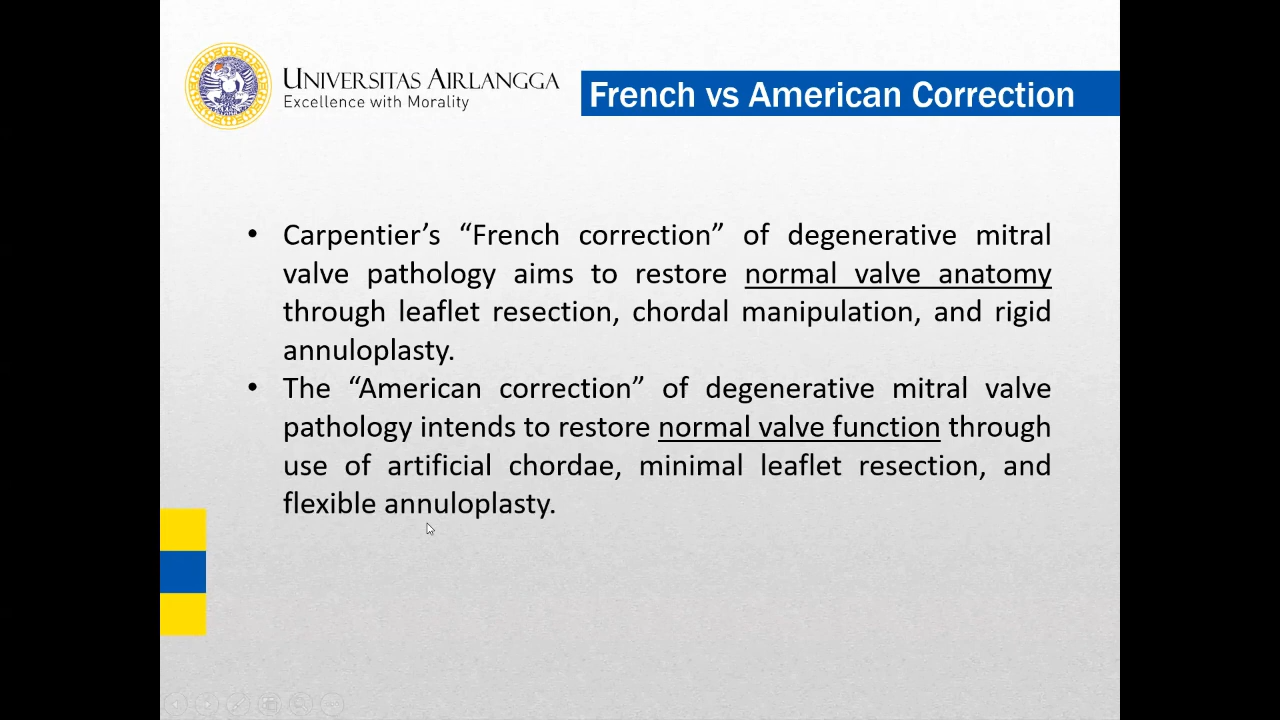 UNIVERSITAS AIRLANGGA
Excellence with Morality
French vs American Correction
• Carpentier’s “French correction” of degenerative mitral
valve pathology aims to restore normal valve anatomy
through leaflet resection, chordal manipulation, and rigid
annuloplasty.
• The “American correction” of degenerative mitral valve
pathology intends to restore normal valve function through
use of artificial chordae, minimal leaflet resection, and
flexible annuloplasty.